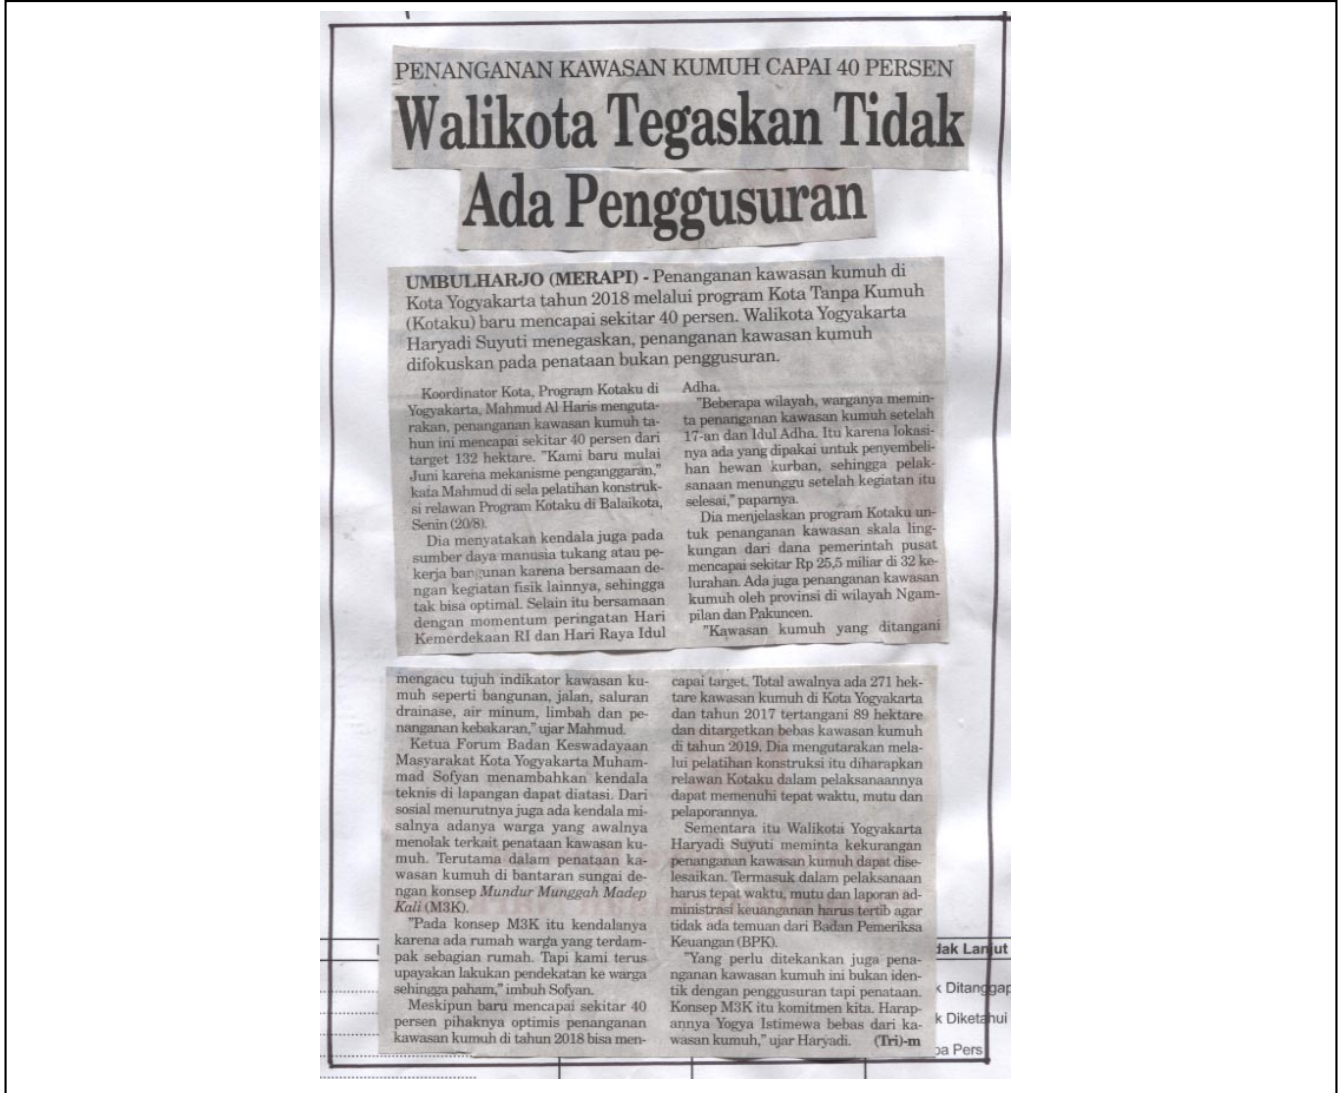 PENANGANAN KAWASAN KUMUH CAPAI 40 PERSEN
Walikota Tegaskan Tidak
Ada Penggusuran
UMBULHARJO (MERAPI) - Penanganan kawasan kumuh di
Kota Yogyakarta tahun 2018 melalui program Kota Tanpa Kumuh
(Kotaku) baru mencapai sekitar 40 persen. Walikota Yogyakarta
Haryadi Suyuti menegaskan, penanganan kawasan kumuh
difokuskan pada penataan bukan penggusuran.
Koordinator Kota, Program Kotaku di
Yogyakarta, Mahmud Al Haris menguta-
rakan, penanganan kawasan kumuh ta-
hun ini mencapai sekitar 40 persen dari
target 132 hektare. "Kami baru mulai
Juni karena mekanisme penganggaran,"
kata Mahmud di sela pelatihan konstruk-
si relawan Program Kotaku di Balaikota,
Senin (20/8).
Dia menyatakan kendala juga pada
sumber daya manusia tukang atau pe-
kerja bangunan karena bersamaan de-
ngan kegiatan fisik lainnya, sehingga
tak bisa optimal. Selain itu bersamaan
dengan momentum peringatan Hari
Kemerdekaan RI dan Hari Raya Idul
Adha.
"Beberapa wilayah, warganya memin-
ta penanganan kawasan kumuh setelah
17-an dan Idul Adha. Itu karena lokasi-
nya ada yang dipakai untuk penyembeli-
han hewan kurban, sehingga pelak-
sanaan menunggu setelah kegiatan itu
selesai," paparnya.
Dia menjelaskan program Kotaku un-
tuk penanganan kawasan skala ling-
kungan dari dana pemerintah pusat
mencapai sekitar Rp 25,5 miliar di 32 ke-
lurahan. Ada juga penanganan kawasan
kumuh oleh provinsi di wilayah Ngam-
pilan dan Pakuncen.
"Kawasan kumuh yang ditangani
mengacu tujuh indikator kawasan ku-
muh seperti bangunan, jalan, saluran
drainase, air minum, limbah dan pe-
nanganan kebakaran," ujar Mahmud.
Ketua Forum Badan Keswadayaan
Masyarakat Kota Yogyakarta Muham-
mad Sofyan menambahkan kendala
teknis di lapangan dapat diatasi. Dari
sosial menurutnya juga ada kendala mi-
salnya adanya warga yang awalnya
menolak terkait penataan kawasan ku-
muh. Terutama dalam penataan ka-
wasan kumuh di bantaran sungai de-
ngan konsep Mundur Munggah Madep
Kali (M3K).
"Pada konsep M3K itu kendalanya
karena ada rumah warga yang terdam-
pak sebagian rumah. Tapi kami terus
upayakan lakukan pendekatan ke warga
sehingga paham," imbuh Sofyan.
Meskipun baru mencapai sekitar 40
persen pihaknya optimis penanganan
kawasan kumuh di tahun 2018 bisa men-
capai target. Total awalnya ada 271 hek-
tare kawasan kumuh di Kota Yogyakarta
dan tahun 2017 tertangani 89 hektare
dan ditargetkan bebas kawasan kumuh
di tahun 2019. Dia mengutarakan mela-
lui pelatihan konstruksi itu diharapkan
relawan Kotaku dalam pelaksanaannya
dapat memenuhi tepat waktu, mutu dan
pelaporannya.
Sementara itu Walikota Yogyakarta
Haryadi Suyuti meminta kekurangan
penanganan kawasan kumuh dapat dise-
lesaikan. Termasuk dalam pelaksanaan
harus tepat waktu, mutu dan laporan ad-
ministrasi keuanganan harus tertib agar
tidak ada temuan dari Badan Pemeriksa
Keuangan (BPK).
"Yang perlu ditekankan juga pena-
nganan kawasan kumuh ini bukan iden-
tik dengan penggusuran tapi penataan.
Konsep M3K itu komitmen kita. Harap-
annya Yogya Istimewa bebas dari ka-
wasan kumuh," ujar Haryadi. (Tri)-m
dak Lanjut
k Ditanggap
k Diketahui
pa Pers